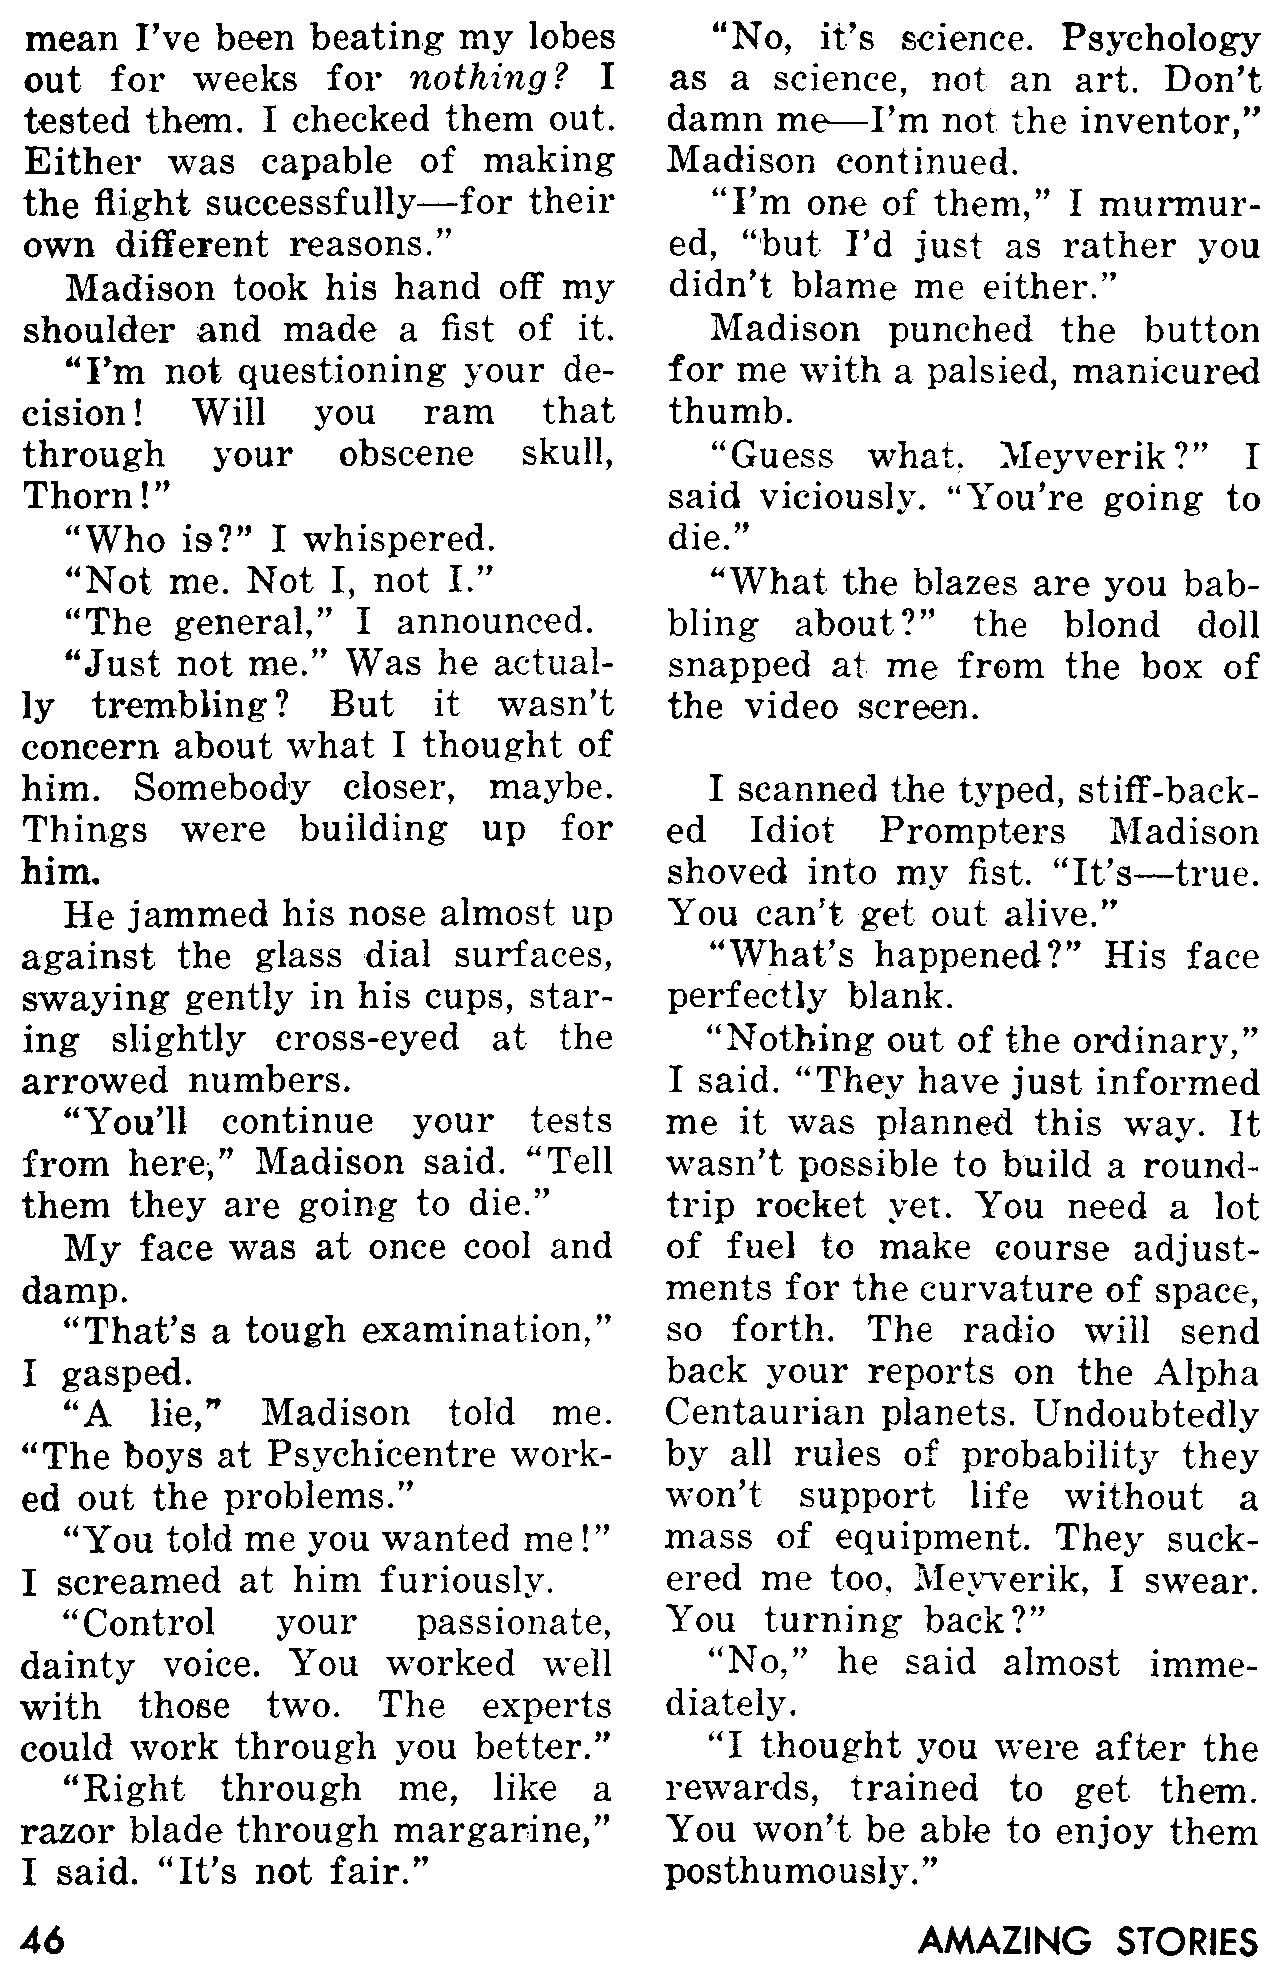 mean I've been beating my lobes
out for weeks for nothing? I
tested them. I checked them out.
Either was capable of making
the flight successfully—for their
own different reasons."
Madison took his hand off my
shoulder and made a fist of it.
"I'm not questioning your de-
cision! Will you ram that
through your obscene skull,
Thorn!"
"Who is?" I whispered.
"Not me. Not I, not I."
"The general," I announced.
"Just not me." Was he actual-
ly trembling? But it wasn't
concern about what I thought of
him. Somebody closer, maybe.
Things were building up for
him.
He jammed his nose almost up
against the glass dial surfaces,
swaying gently in his cups, star-
ing slightly cross-eyed at the
arrowed numbers.
"You'll continue your tests
from here," Madison said. "Tell
them they are going to die."
My face was at once cool and
damp.
"That's a tough examination,"
I gasped.
"A lie," Madison told me.
"The boys at Psychicentre work-
ed out the problems."
"You told me you wanted me!"
I screamed at him furiously.
"Control your passionate,
dainty voice. You worked well
with those two. The experts
could work through you better."
"Right through me, like a
razor blade through margarine,"
I said. "It's not fair."
"No, it's science. Psychology
as a science, not an art. Don't
damn me—I'm not the inventor,"
Madison continued.
"I'm one of them," I murmur-
ed, "but I'd just as rather you
didn't blame me either."
Madison punched the button
for me with a palsied, manicured
thumb.
"Guess what, Meyverik?" I
said viciously. "You're going to
die."
"What the blazes are you bab-
bling about?" the blond doll
snapped at me from the box of
the video screen.
I scanned the typed, stiff-back-
ed Idiot Prompters Madison
shoved into my fist. "It's—true.
You can't get out alive."
"What's happened?" His face
perfectly blank.
"Nothing out of the ordinary,"
I said. "They have just informed
me it was planned this way. It
wasn't possible to build a round-
trip rocket yet. You need a lot
of fuel to make course adjust-
ments for the curvature of space,
so forth. The radio will send
back your reports on the Alpha
Centaurian planets. Undoubtedly
by all rules of probability they
won't support life without a
mass of equipment. They suck-
ered me too, Meyverik, I swear.
You turning back?"
"No," he said almost imme-
diately.
"I thought you were after the
rewards, trained to get them.
You won't be able to enjoy them
posthumously."
46 AMAZING STORIES